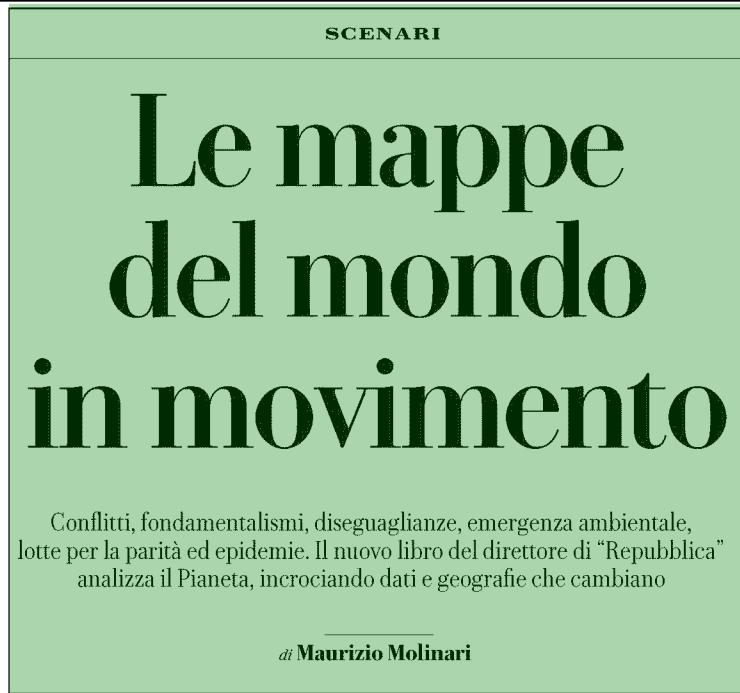 SCENARI
Le mappe
del mondo
in movimento
Conflitti, fondamentalismi, diseguaglianze, emergenza ambientale,
lotte per la parità ed epidemie. Il nuovo libro del direttore di “Repubblica”
analizza il Pianeta, incrociando dati e geografie che cambiano
di Maurizio Molinari